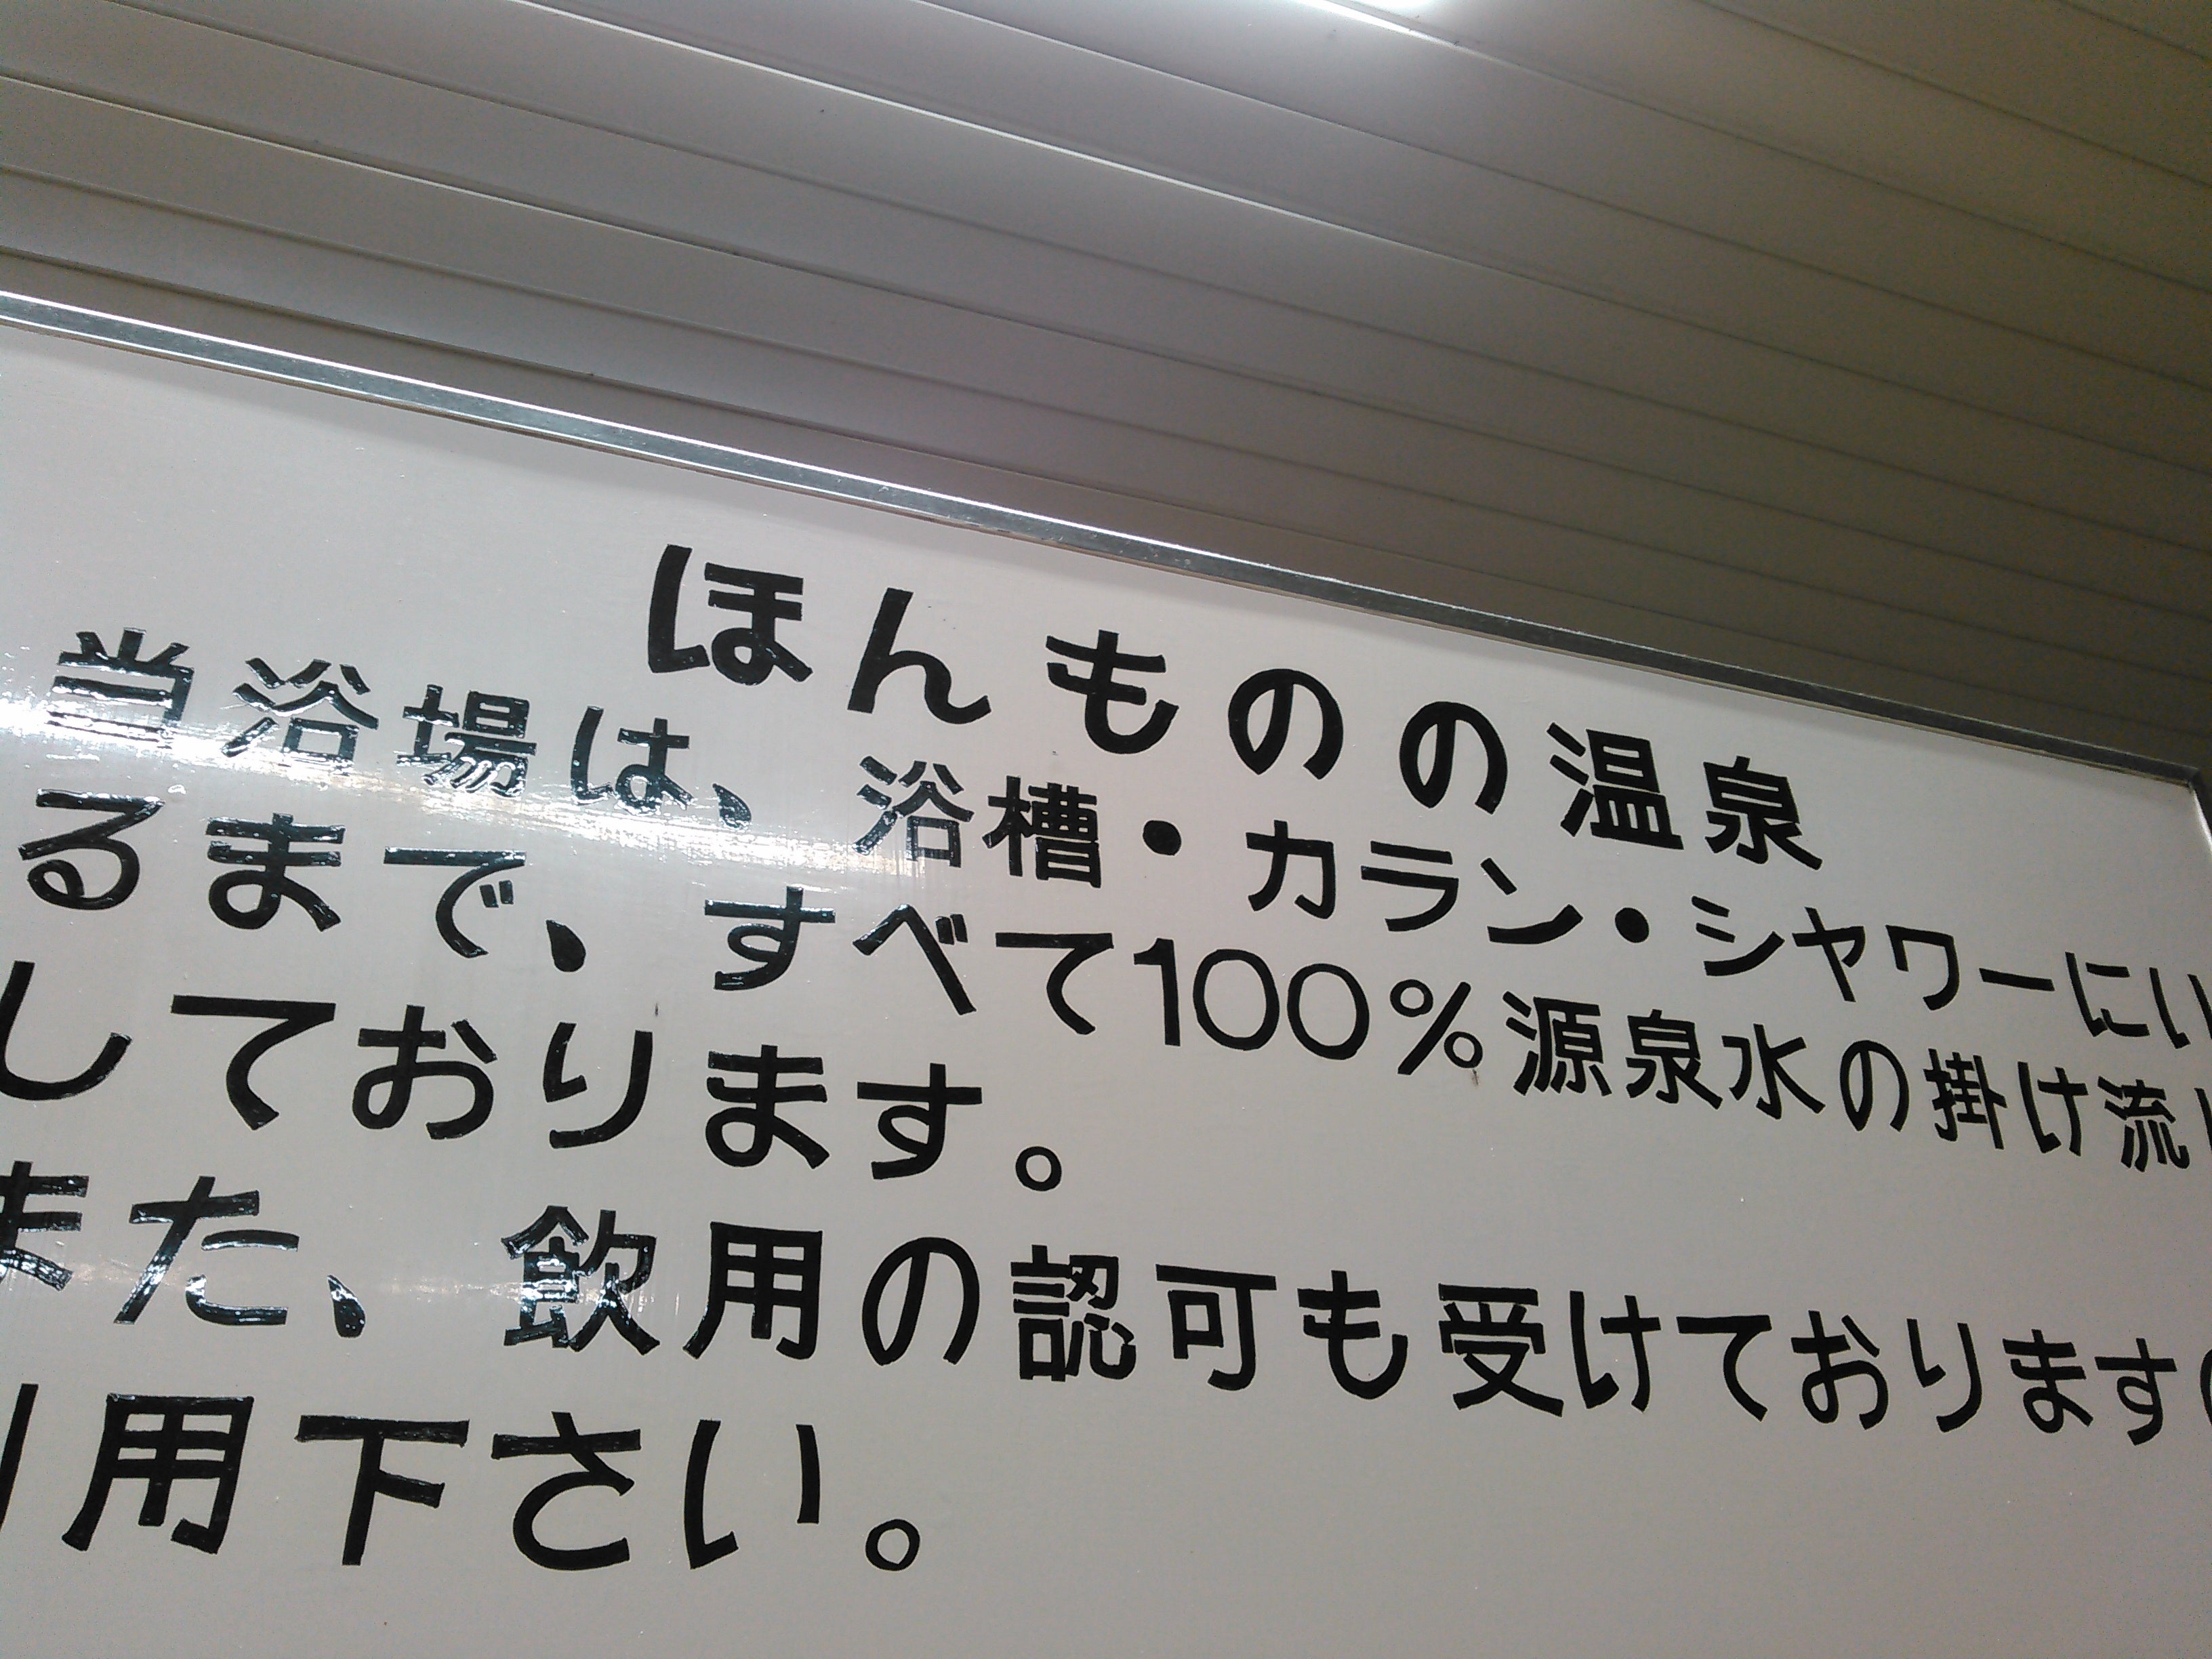 ほんものの温泉
当浴場は、浴槽・カラン・シャワーにい
るまで、すべて100%源泉水の掛け流し
しております。
また、飲用の認可も受けております
用下さい。